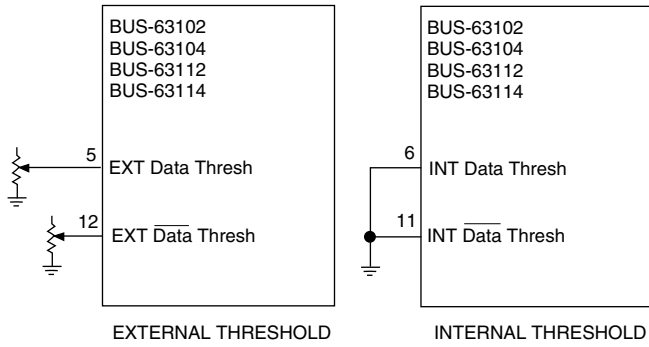 BUS-63102
BUS-63104
BUS-63112
BUS-63114
5
EXT Data Thresh
12
EXT Data Thresh
EXTERNAL THRESHOLD
BUS-63102
BUS-63104
BUS-63112
BUS-63114
6
INT Data Thresh
11
INT Data Thresh
INTERNAL THRESHOLD